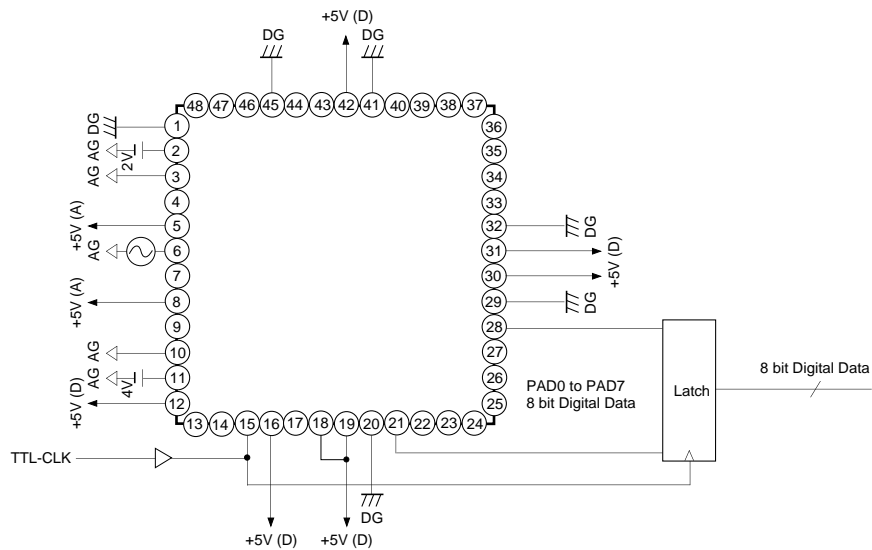 +5V (D)
DG
DG
48 47 46 45 44 43 42 41 40 39 38 37
DG
1
36
AG
2V
2
35
AG
3
34
4
33
+5V (A)
5
32
DG
AG
6
31
+5V (D)
7
30
+5V (A)
8
29
DG
9
28
AG
10
27
AG
4V
11
26
PAD0 to PAD7
8 bit Digital Data
Latch
8 bit Digital Data
+5V (D)
12
25
13 14 15 16 17 18 19 20 21 22 23 24
TTL-CLK
DG
+5V (D)
+5V (D)